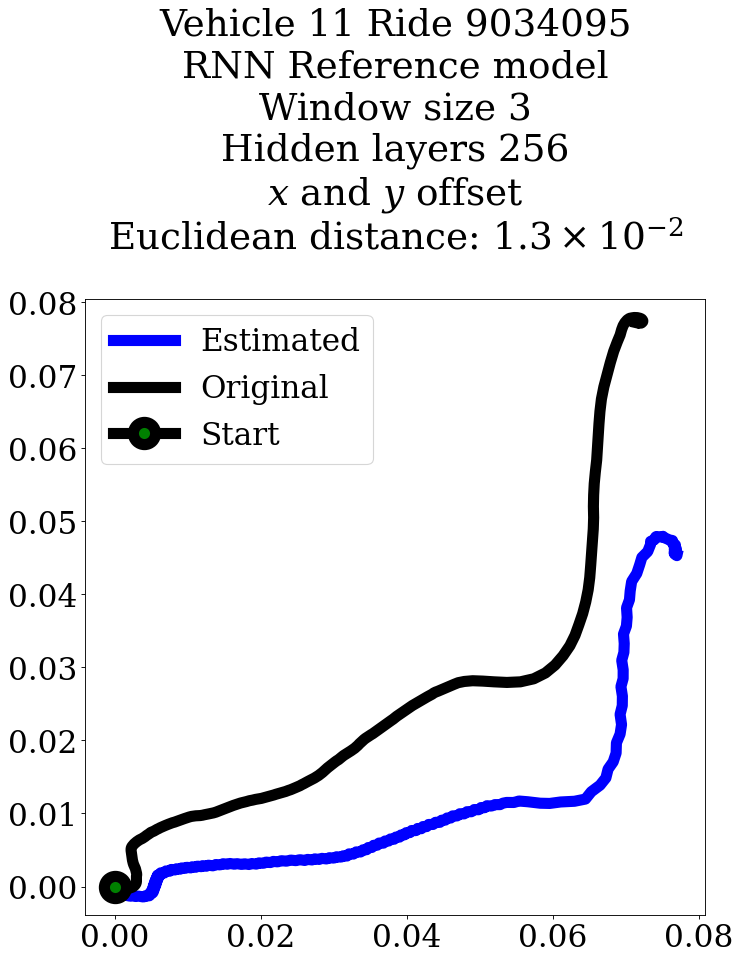 Vehicle 11 Ride 9034095
RNN Reference model
Window size 3
Hidden layers 256
x and y offset
Euclidean distance: 1.3 × 10⁻²
Estimated
Original
Start
0.08
0.07
0.06
0.05
0.04
0.03
0.02
0.01
0.00
0.00 0.02 0.04 0.06 0.08